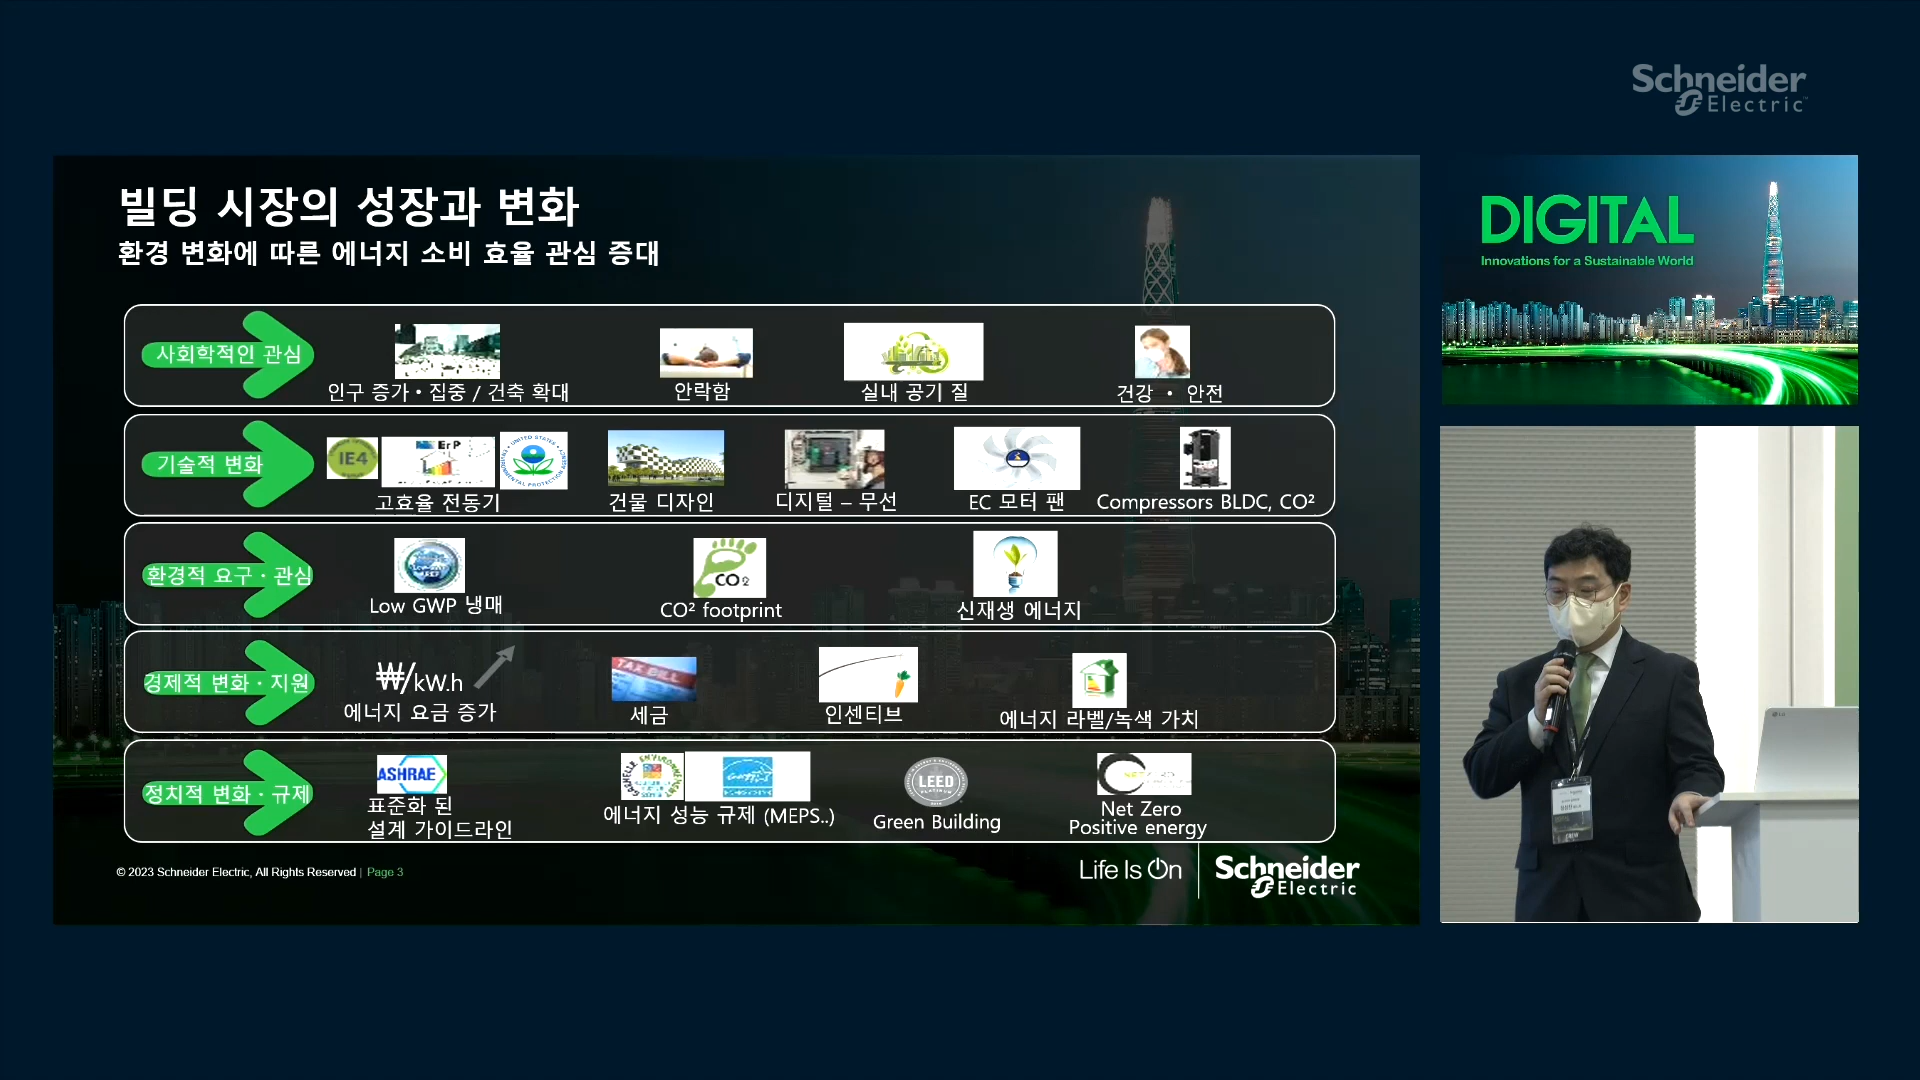 Schneider
Electric
빌딩 시장의 성장과 변화
환경 변화에 따른 에너지 소비 효율 관심 증대
사회학적인 관심
인구 증가 • 집중 / 건축 확대
안락함
실내 공기 질
건강 • 안전
기술적 변화
IE4
ErP
UNITED STATES
ENVIRONMENTAL PROTECTION
고효율 전동기
건물 디자인
디지털 – 무선
EC 모터 팬
Compressors BLDC, CO²
환경적 요구 · 관심
Low GWP 냉매
CO₂
CO² footprint
신재생 에너지
경제적 변화 · 지원
₩/kW.h
에너지 요금 증가
TAX BILL
세금
인센티브
에너지 라벨/녹색 가치
정치적 변화 · 규제
ASHRAE
표준화 된
설계 가이드라인
에너지 성능 규제 (MEPS..)
LEED
Green Building
Net Zero
Positive energy
© 2023 Schneider Electric, All Rights Reserved | Page 3
Life Is On
Schneider
Electric
DIGITAL
Innovations for a Sustainable World
LG